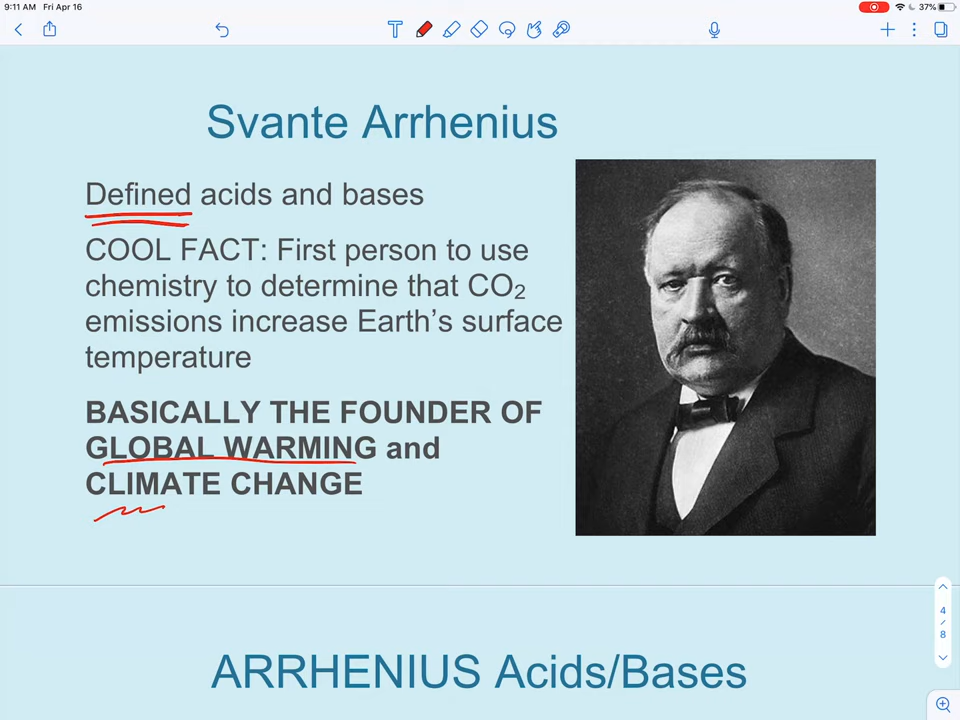 9:11 AM Fri Apr 16
37%
Svante Arrhenius
Defined acids and bases
COOL FACT: First person to use
chemistry to determine that CO₂
emissions increase Earth’s surface
temperature
BASICALLY THE FOUNDER OF
GLOBAL WARMING and
CLIMATE CHANGE
4
/
8
ARRHENIUS Acids/Bases